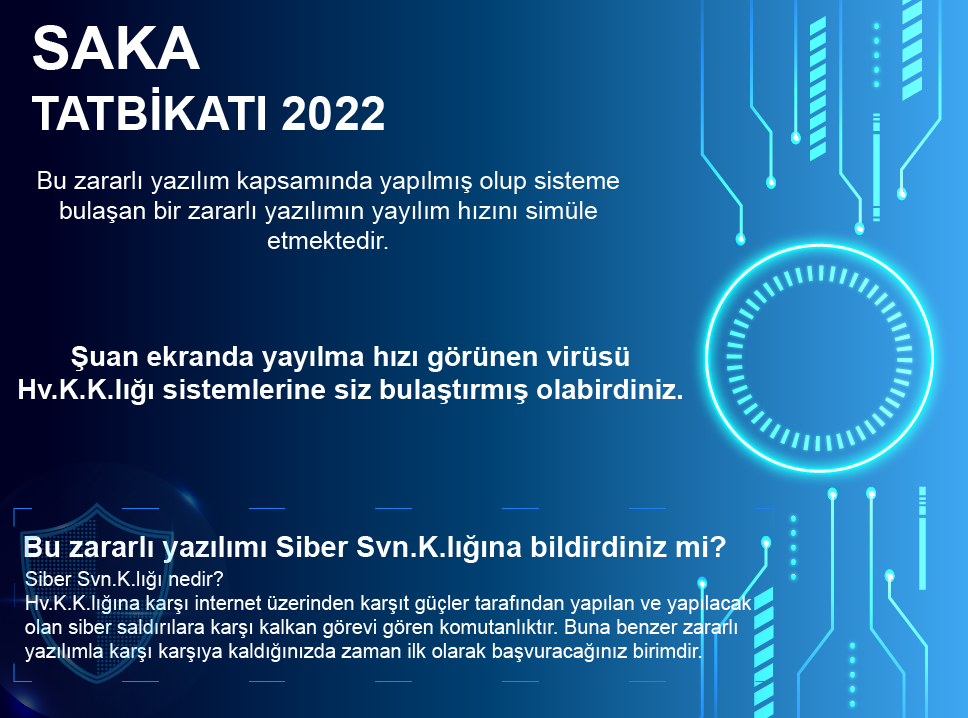 SAKA
TATBİKATI 2022
Bu zararlı yazılım kapsamında yapılmış olup sisteme
bulaşan bir zararlı yazılımın yayılım hızını simüle
etmektedir.
Şuan ekranda yayılma hızı görünen virüsü
Hv.K.K.lığı sistemlerine siz bulaştırmış olabirdiniz.
Bu zararlı yazılımı Siber Svn.K.lığına bildirdiniz mi?
Siber Svn.K.lığı nedir?
Hv.K.K.lığına karşı internet üzerinden karşıt güçler tarafından yapılan ve yapılacak
olan siber saldırılara karşı kalkan görevi gören komutanlıktır. Buna benzer zararlı
yazılımla karşı karşıya kaldığınızda zaman ilk olarak başvuracağınız birimdir.